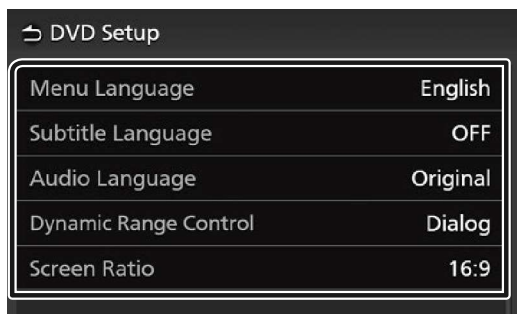 DVD Setup
Menu Language English
Subtitle Language OFF
Audio Language Original
Dynamic Range Control Dialog
Screen Ratio 16:9